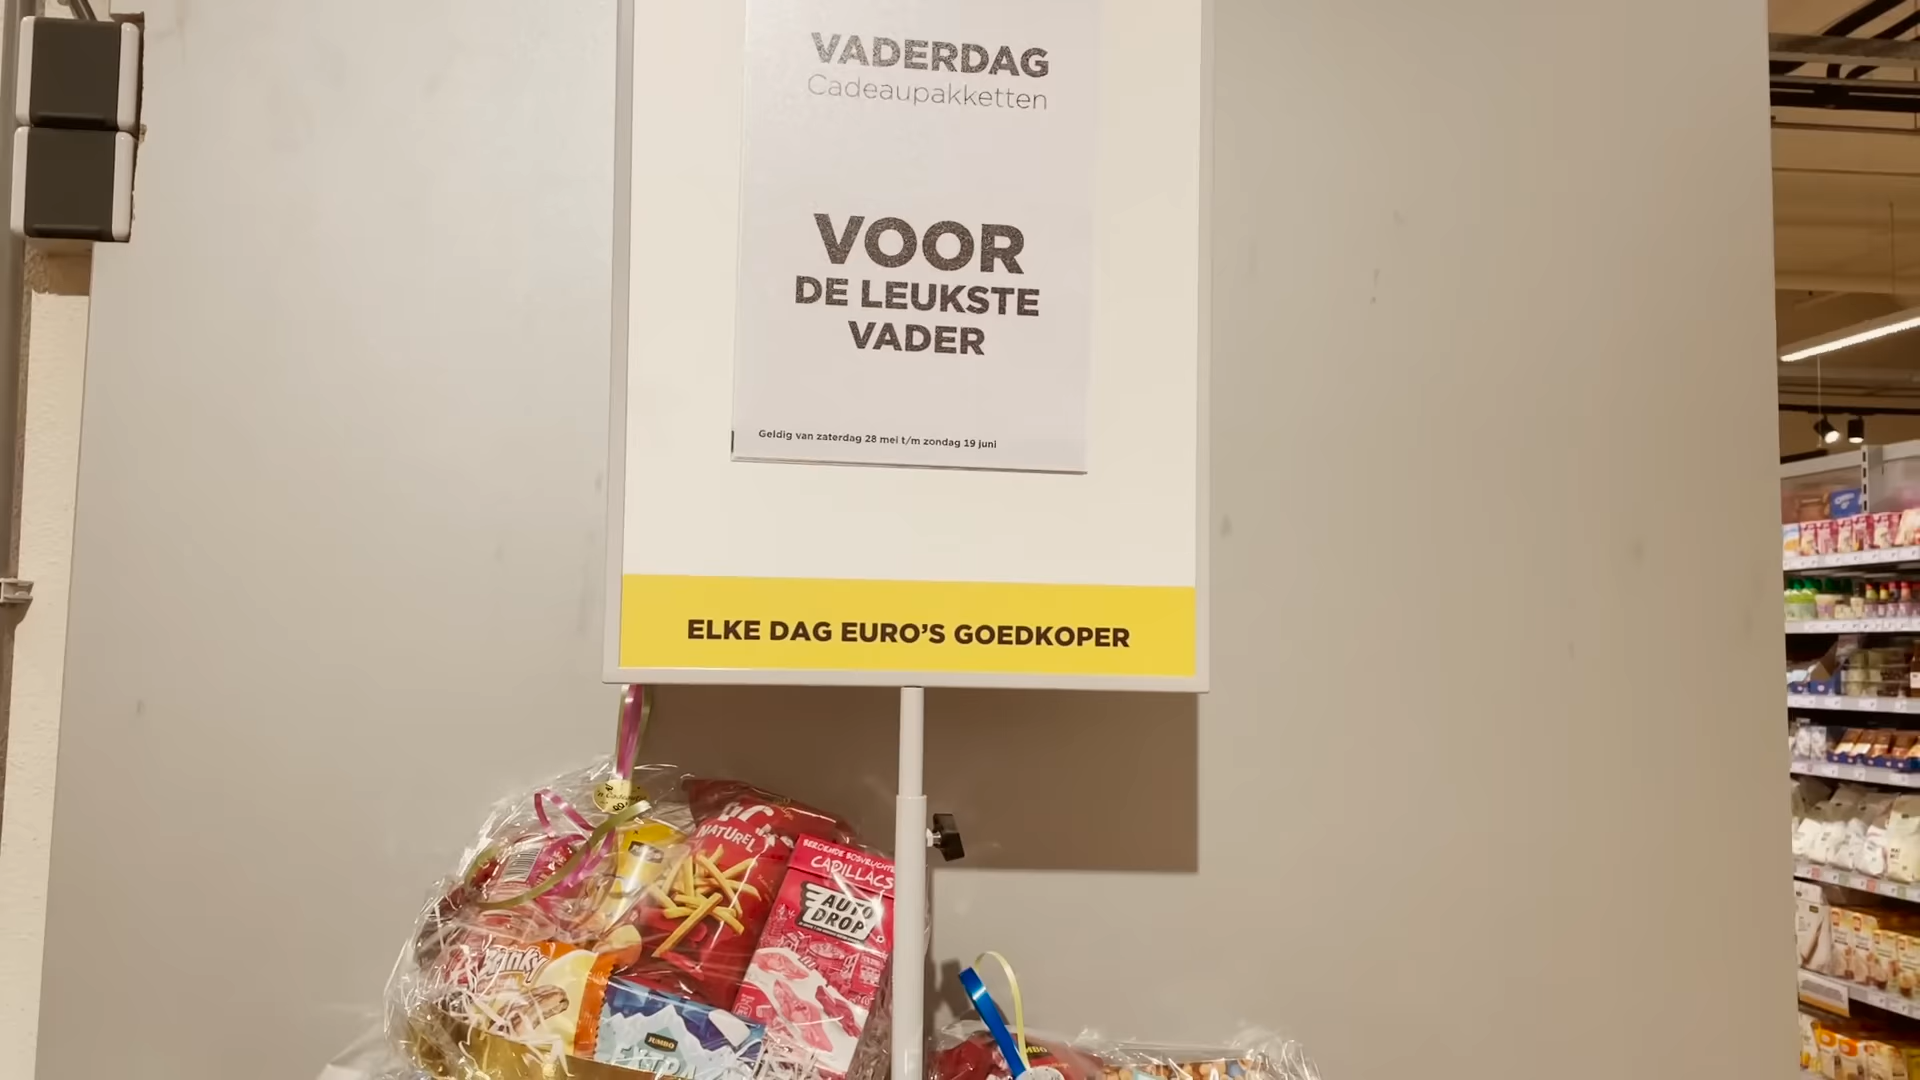 VADERDAG
Cadeaupakketten
VOOR
DE LEUKSTE
VADER
Geldig van zaterdag 28 mei t/m zondag 19 juni
ELKE DAG EURO'S GOEDKOPER
NATUREL
CADILLACS
AUTO
DROP
JUMBO